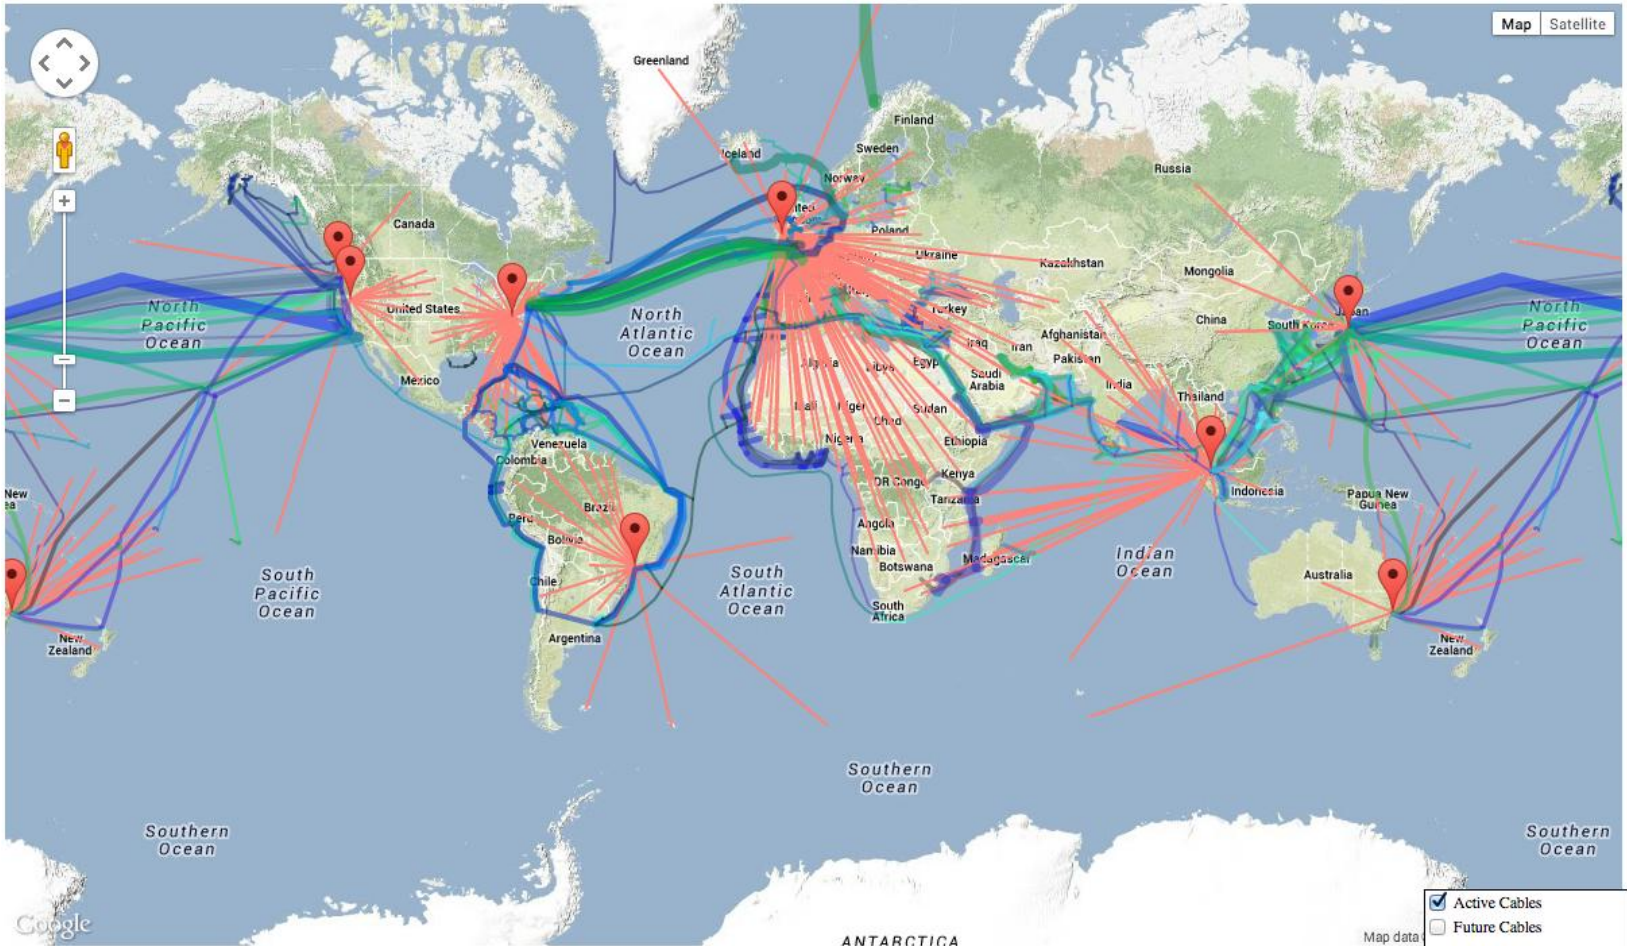 Map Satellite
Greenland
Finland
Iceland
Sweden
Russia
Norway
Canada
Poland
Ukraine
Kazakhstan
Mongolia
North
Pacific
Ocean
United States
North
Atlantic
Ocean
Turkey
China
South Korea
Japan
North
Pacific
Ocean
Afghanistan
Iraq
Iran
Pakistan
Algeria
Libya
Egypt
Saudi
Arabia
India
Mexico
Thailand
Mali
Niger
Chad
Sudan
Nigeria
Ethiopia
Venezuela
Colombia
DR Congo
Kenya
Tanzania
Indonesia
Papua New
Guinea
New
ea
Brazil
Peru
Bolivia
Angola
Namibia
Botswana
Madagascar
Indian
Ocean
Australia
South
Pacific
Ocean
Chile
South
Atlantic
Ocean
South
Africa
New
Zealand
Argentina
New
Zealand
Southern
Ocean
Southern
Ocean
Southern
Ocean
Active Cables
Google
Future Cables
Map data
ANTARCTICA